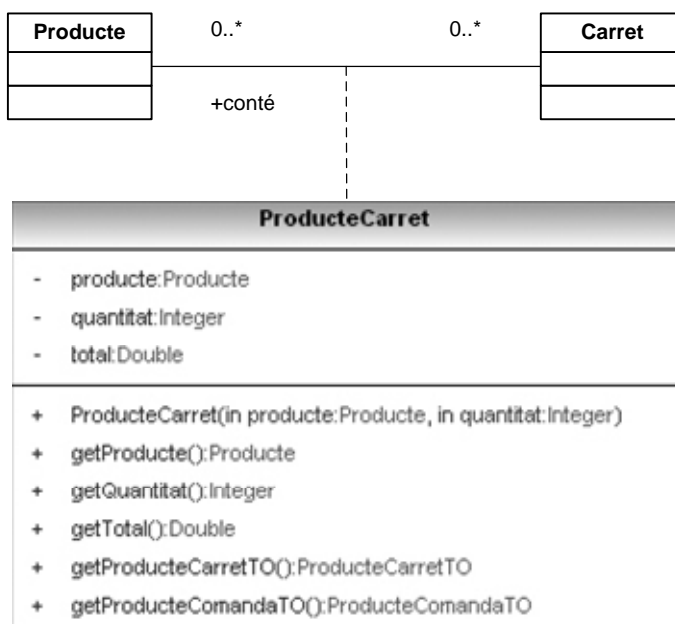 Producte 0..* 0..* Carret
+conté
ProducteCarret
- producte:Producte
- quantitat:Integer
- total:Double
+ ProducteCarret(in producte:Producte, in quantitat:Integer)
+ getProducte():Producte
+ getQuantitat():Integer
+ getTotal():Double
+ getProducteCarretTO():ProducteCarretTO
+ getProducteComandaTO():ProducteComandaTO